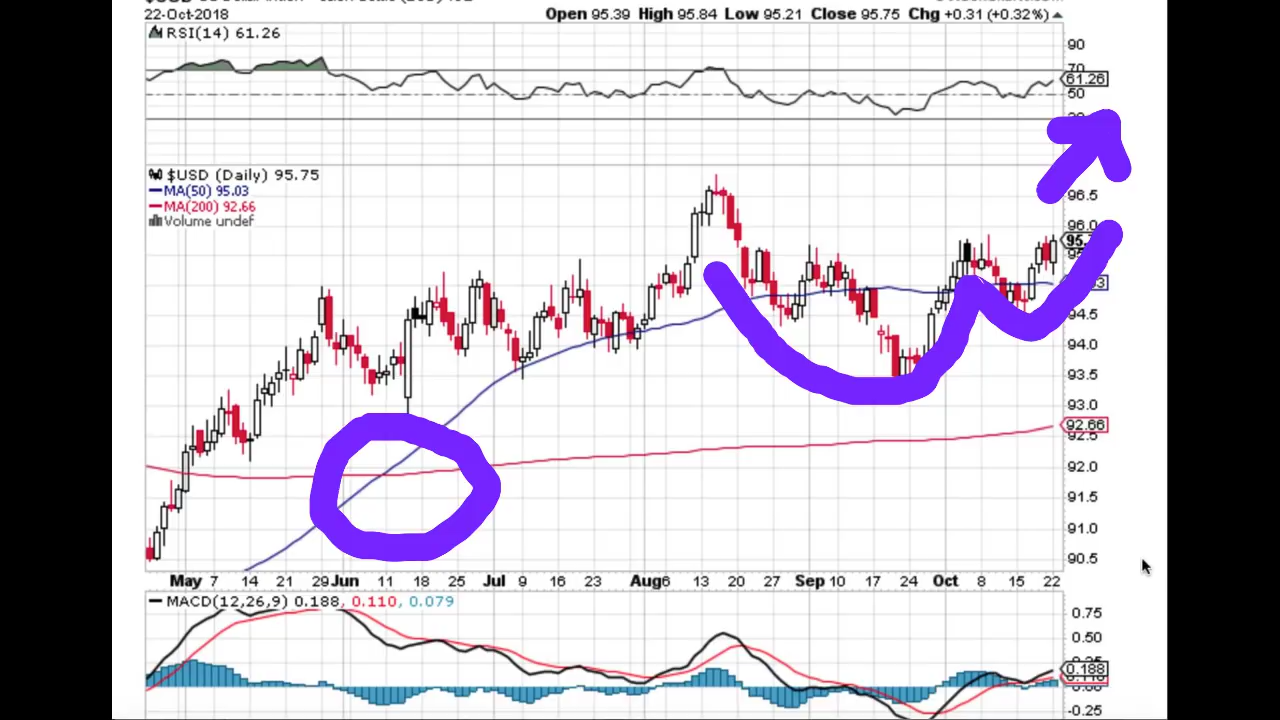 $USD
22-Oct-2018 Open 95.39 High 95.84 Low 95.21 Close 95.75 Chg +0.31 (+0.32%)
RSI(14) 61.26
90
70
61.26
50
$USD (Daily) 95.75
MA(50) 95.03
MA(200) 92.66
Volume undef
96.5
96.0
94.5
94.0
93.5
93.0
92.66
92.5
92.0
91.5
91.0
90.5
May 7 14 21 29 Jun 11 18 25 Jul 9 16 23 Aug 6 13 20 27 Sep 10 17 24 Oct 8 15 22
MACD(12,26,9) 0.188, 0.110, 0.079
0.75
0.50
0.188
-0.25